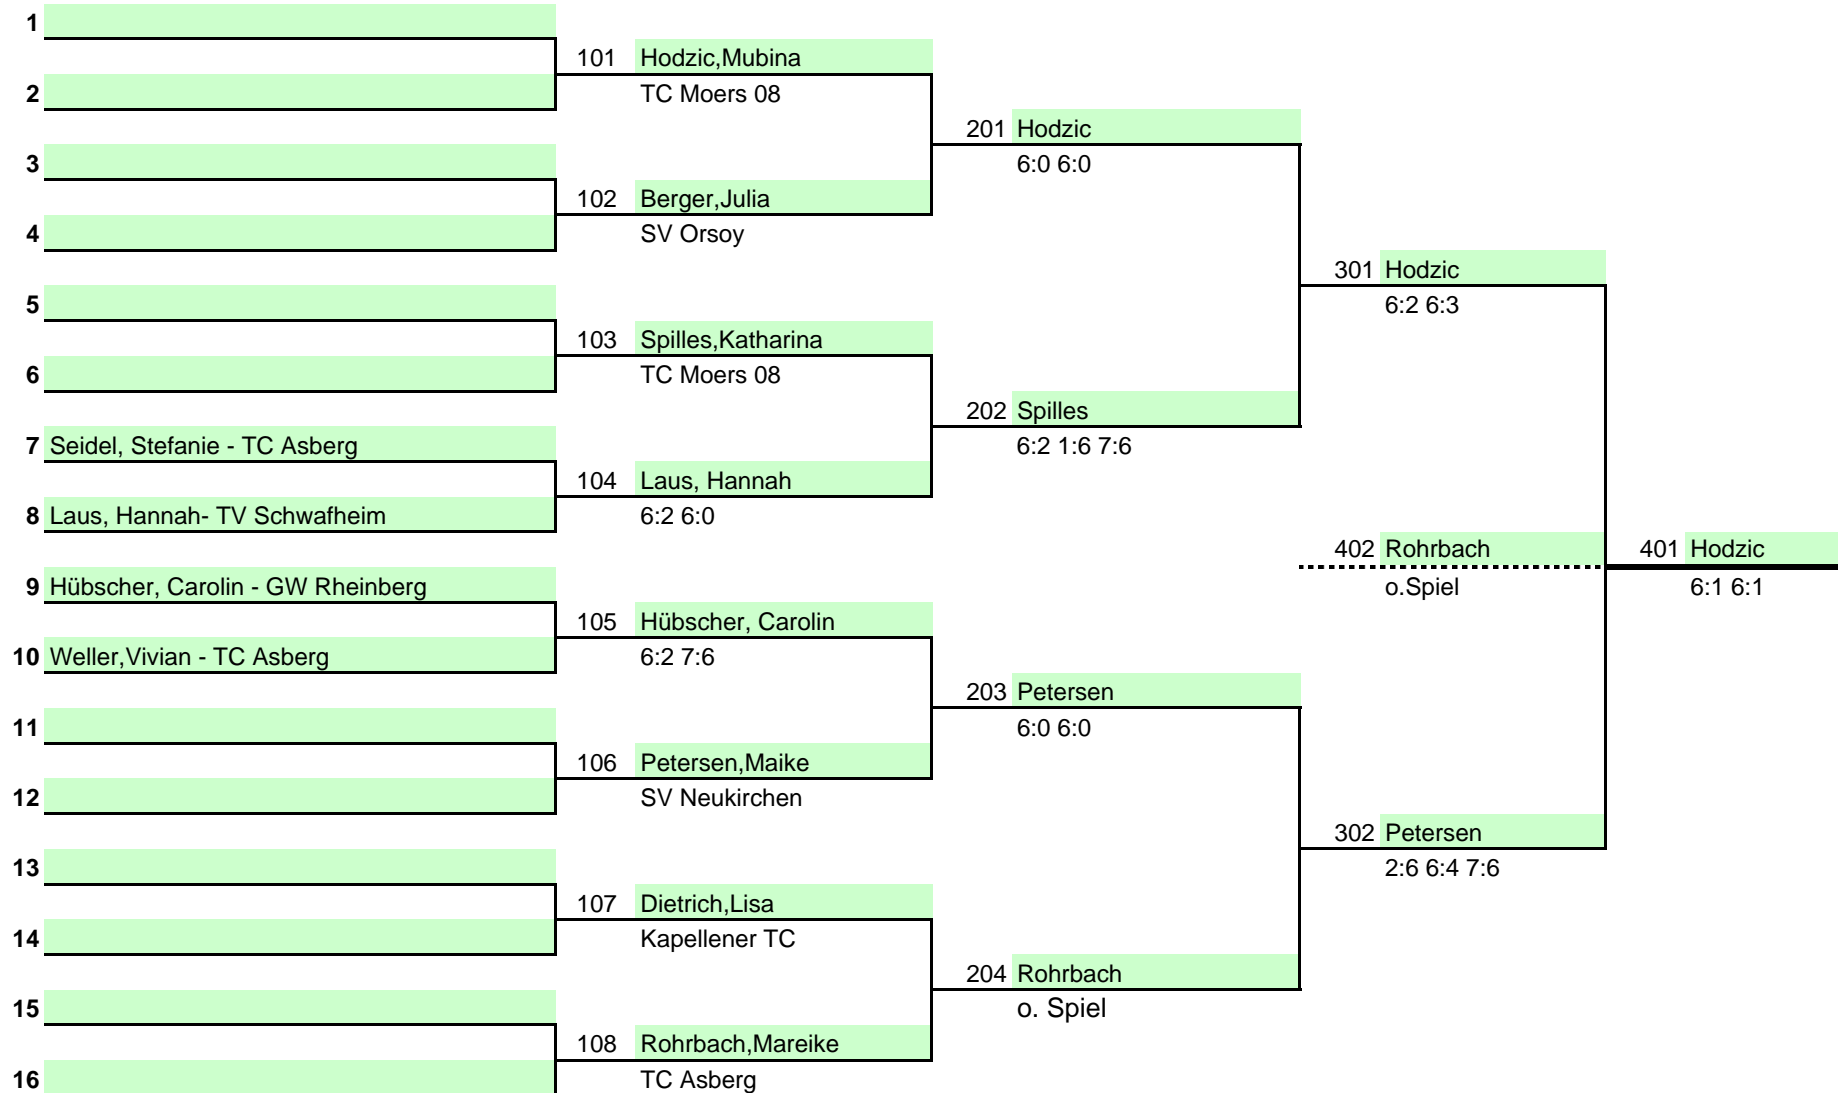 1
101 Hodzic,Mubina
2
TC Moers 08
201 Hodzic
3
6:0 6:0
102 Berger,Julia
4
SV Orsoy
301 Hodzic
5
6:2 6:3
103 Spilles,Katharina
6
TC Moers 08
202 Spilles
7 Seidel, Stefanie - TC Asberg
6:2 1:6 7:6
104 Laus, Hannah
8 Laus, Hannah- TV Schwafheim
6:2 6:0
402 Rohrbach
401 Hodzic
9 Hübscher, Carolin - GW Rheinberg
o.Spiel
6:1 6:1
105 Hübscher, Carolin
10 Weller,Vivian - TC Asberg
6:2 7:6
203 Petersen
11
6:0 6:0
106 Petersen,Maike
12
SV Neukirchen
302 Petersen
13
2:6 6:4 7:6
107 Dietrich,Lisa
14
Kapellener TC
204 Rohrbach
15
o. Spiel
108 Rohrbach,Mareike
16
TC Asberg